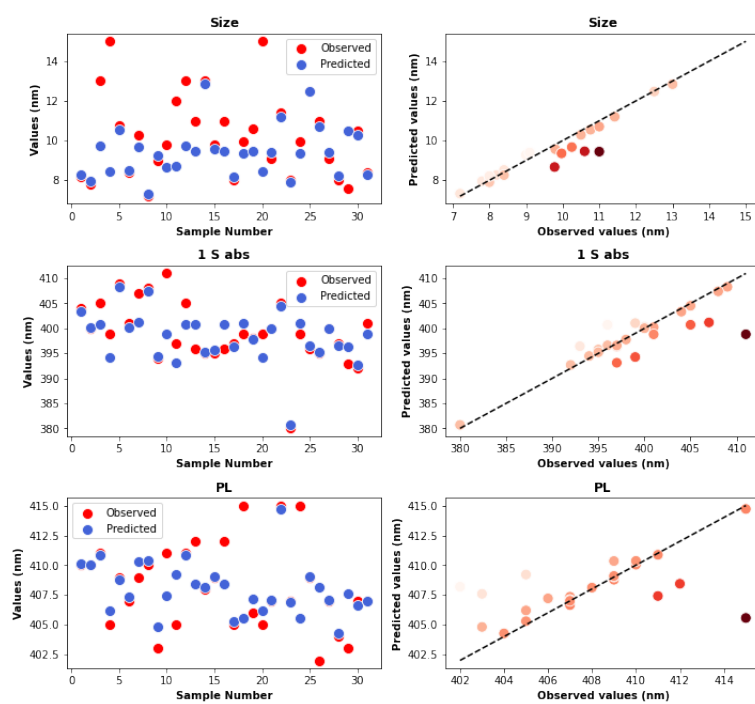 Size
Values (nm)
14
12
10
8
Observed
Predicted
0 5 10 15 20 25 30
Sample Number
Size
Predicted values (nm)
14
12
10
8
7 8 9 10 11 12 13 14 15
Observed values (nm)
1 S abs
Values (nm)
410
405
400
395
390
385
380
Observed
Predicted
0 5 10 15 20 25 30
Sample Number
1 S abs
Predicted values (nm)
410
405
400
395
390
385
380
380 385 390 395 400 405 410
Observed values (nm)
PL
Values (nm)
415.0
412.5
410.0
407.5
405.0
402.5
Observed
Predicted
0 5 10 15 20 25 30
Sample Number
PL
Predicted values (nm)
415.0
412.5
410.0
407.5
405.0
402.5
402 404 406 408 410 412 414
Observed values (nm)